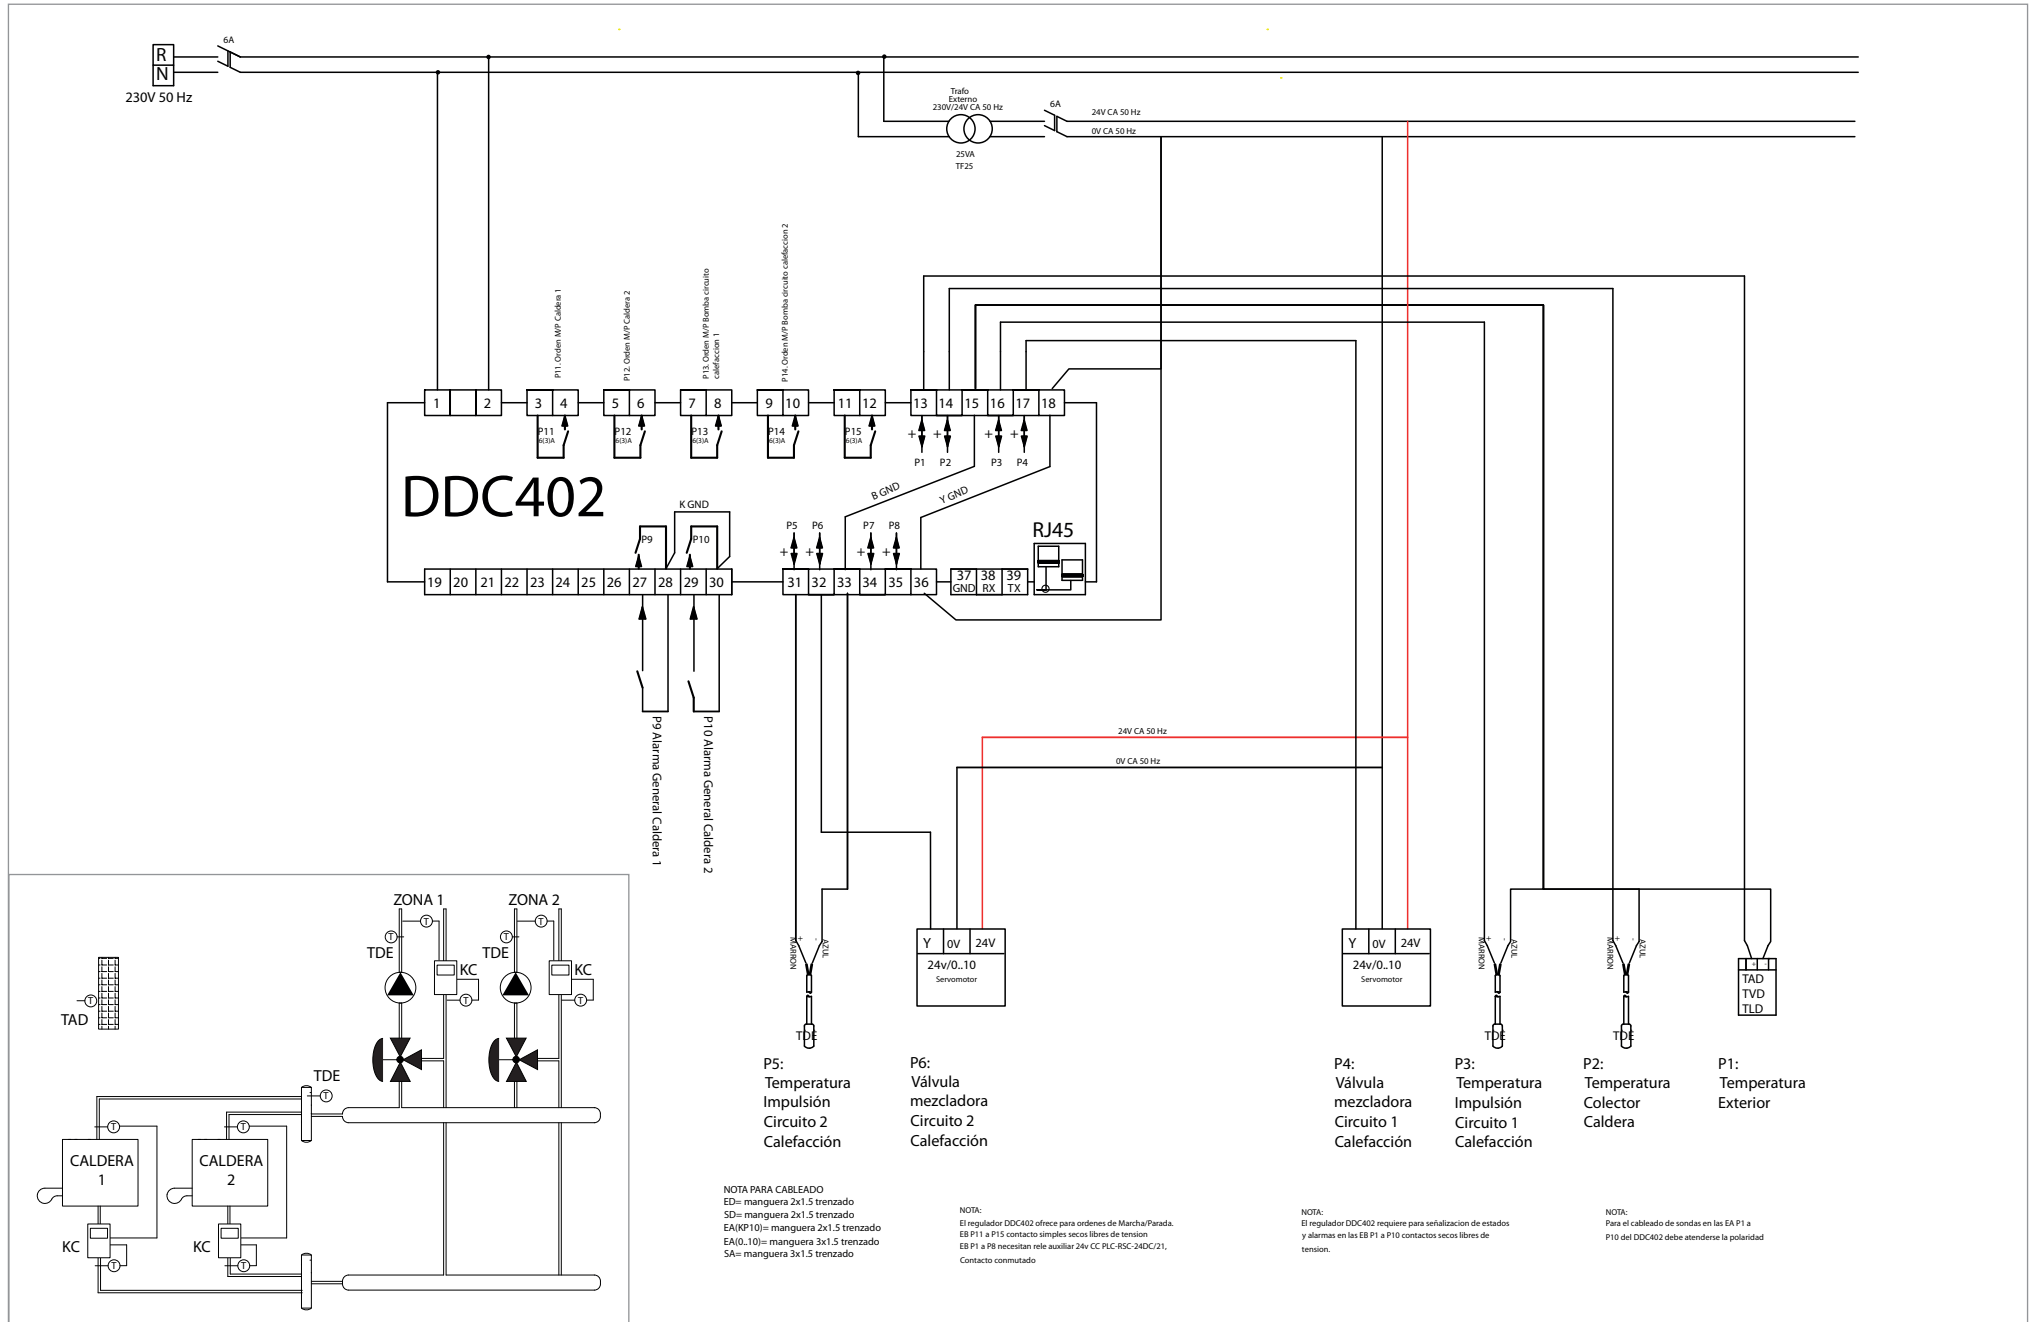 6A
R
N
230V 50 Hz
Trafo
Externo
230V/24V CA 50 Hz
25VA
TF25
6A
24V CA 50 Hz
0V CA 50 Hz
P11. Orden M/P Caldera 1
P12. Orden M/P Caldera 2
P13. Orden M/P Bomba circuito
calefaccion 1
P14. Orden M/P Bomba circuito calefaccion 2
1 2 3 4 5 6 7 8 9 10 11 12 13 14 15 16 17 18
P11
6(3)A
P12
6(3)A
P13
6(3)A
P14
6(3)A
P15
6(3)A
+ + + +
P1 P2 P3 P4
DDC402
B GND
Y GND
K GND
P9
P10
P5 P6 P7 P8
+ + + +
RJ45
19 20 21 22 23 24 25 26 27 28 29 30 31 32 33 34 35 36
37 38 39
GND RX TX
P9 Alarma General Caldera 1
P10 Alarma General Caldera 2
24V CA 50 Hz
0V CA 50 Hz
MARRON + - AZUL
TDE
Y 0V 24V
24v/0..10
Servomotor
Y 0V 24V
24v/0..10
Servomotor
MARRON + - AZUL
TDE
MARRON + - AZUL
TDE
+ -
TAD
TVD
TLD
P5:
Temperatura
Impulsión
Circuito 2
Calefacción
P6:
Válvula
mezcladora
Circuito 2
Calefacción
P4:
Válvula
mezcladora
Circuito 1
Calefacción
P3:
Temperatura
Impulsión
Circuito 1
Calefacción
P2:
Temperatura
Colector
Caldera
P1:
Temperatura
Exterior
ZONA 1
ZONA 2
T
T
T
T
TDE
TDE
KC
KC
T
T
T
TAD
TDE
T
T
T
CALDERA
1
CALDERA
2
KC
KC
T
T
NOTA PARA CABLEADO
ED= manguera 2x1.5 trenzado
SD= manguera 2x1.5 trenzado
EA(KP10)= manguera 2x1.5 trenzado
EA(0..10)= manguera 3x1.5 trenzado
SA= manguera 3x1.5 trenzado
NOTA:
El regulador DDC402 ofrece para ordenes de Marcha/Parada.
EB P11 a P15 contacto simples secos libres de tension
EB P1 a P8 necesitan rele auxiliar 24v CC PLC-RSC-24DC/21,
Contacto conmutado
NOTA:
El regulador DDC402 requiere para señalizacion de estados
y alarmas en las EB P1 a P10 contactos secos libres de
tension.
NOTA:
Para el cableado de sondas en las EA P1 a
P10 del DDC402 debe atenderse la polaridad